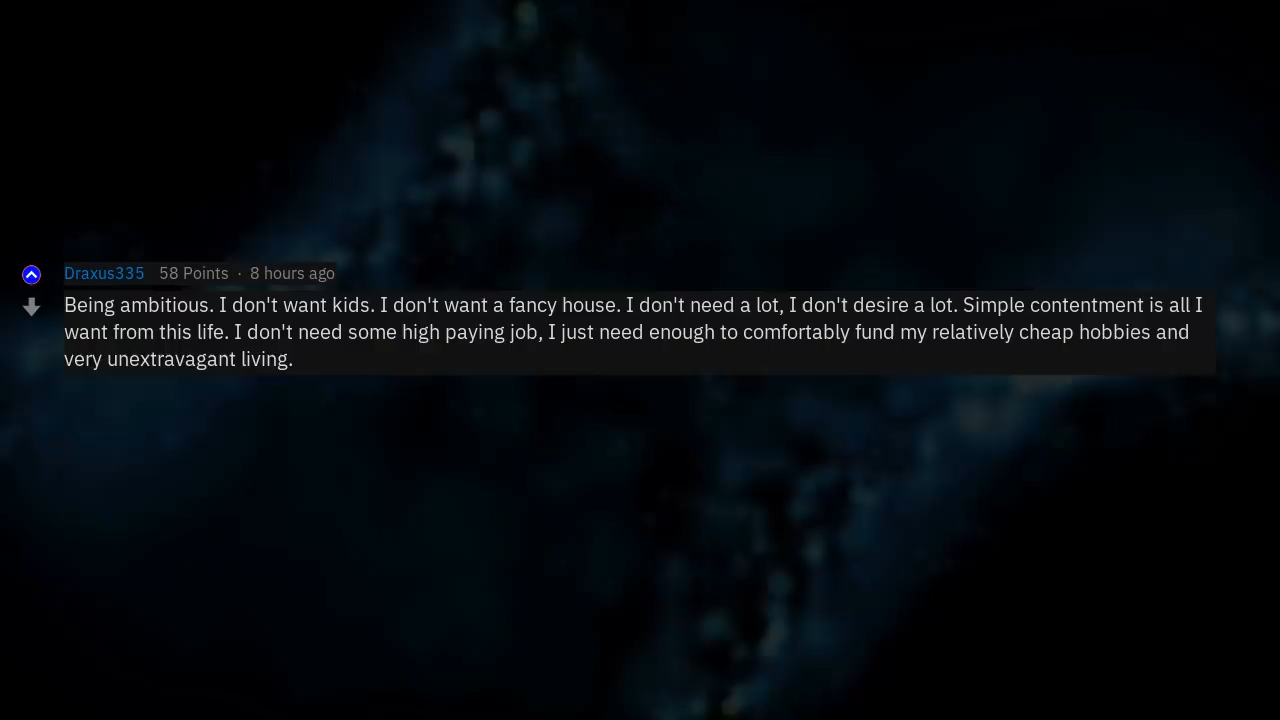 Draxus335 58 Points · 8 hours ago
Being ambitious. I don't want kids. I don't want a fancy house. I don't need a lot, I don't desire a lot. Simple contentment is all I
want from this life. I don't need some high paying job, I just need enough to comfortably fund my relatively cheap hobbies and
very unextravagant living.